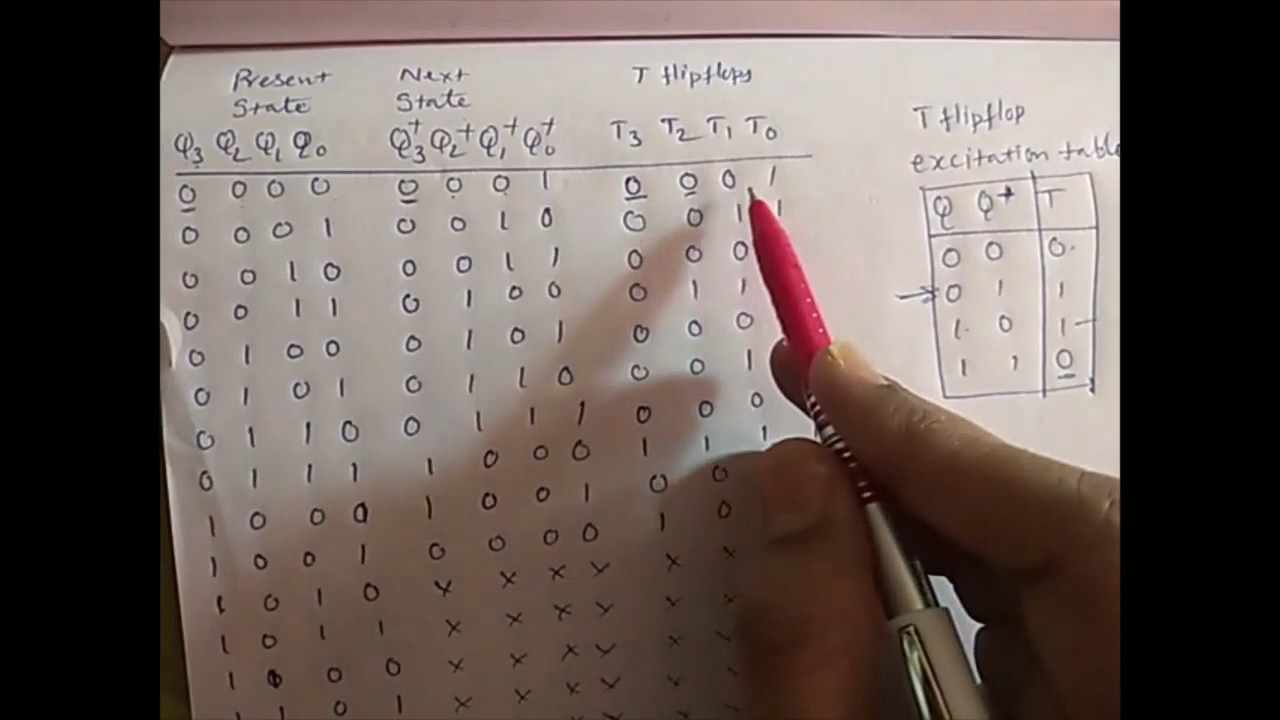 Present Next T flipflops
State State
Q3 Q2 Q1 Q0 Q3+ Q2+ Q1+ Q0+ T3 T2 T1 T0
0 0 0 0 0 0 0 1 0 0 0 1
0 0 0 1 0 0 1 0 0 0 1 1
0 0 1 0 0 0 1 1 0 0 0
0 0 1 1 0 1 0 0 0 1 1
0 1 0 0 0 1 0 1 0 0 0
0 1 0 1 0 1 1 0 0 0 1
0 1 1 0 0 1 1 1 0 0 0
0 1 1 1 1 0 0 0 1 1 1
1 0 0 0 1 0 0 1 0 0
1 0 0 1 0 0 0 0 1 0
1 0 1 0 x x x x x x
1 0 1 1 x x x x x x
1 0 0 x x x x x x
1 1 0 1 x x x x x x
T flipflop
excitation table
Q Q+ T
0 0 0
0 1 1
1 0 1
1 1 0